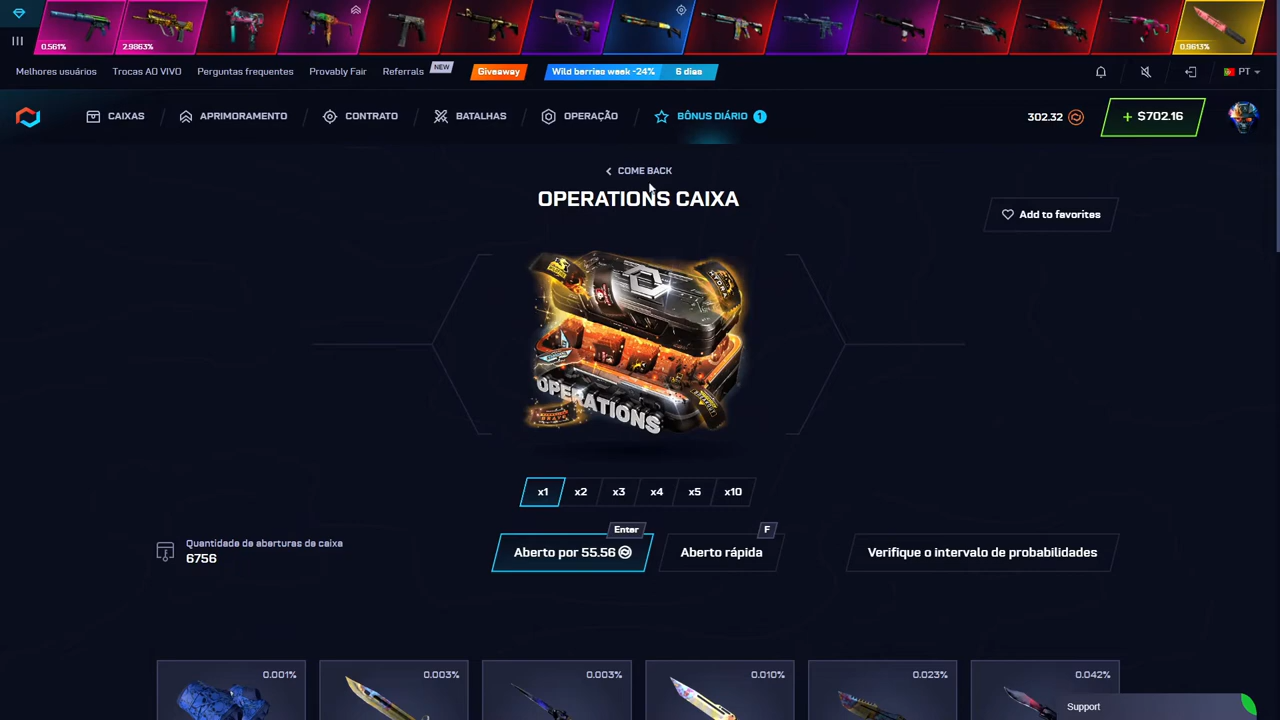 0.561%
2.9863%
0.9613%
Melhores usuários
Trocas AO VIVO
Perguntas frequentes
Provably Fair
Referrals
NEW
Giveaway
Wild berries week -24%
6 dias
PT
CAIXAS
APRIMORAMENTO
CONTRATO
BATALHAS
OPERAÇÃO
BÔNUS DIÁRIO
1
302.32
+ $702.16
COME BACK
OPERATIONS CAIXA
Add to favorites
HYDRA
OPERATIONS
x1
x2
x3
x4
x5
x10
Enter
F
Quantidade de aberturas da caixa
6756
Aberto por 55.56
Aberto rápida
Verifique o intervalo de probabilidades
0.001%
0.003%
0.003%
0.010%
0.023%
0.042%
Support